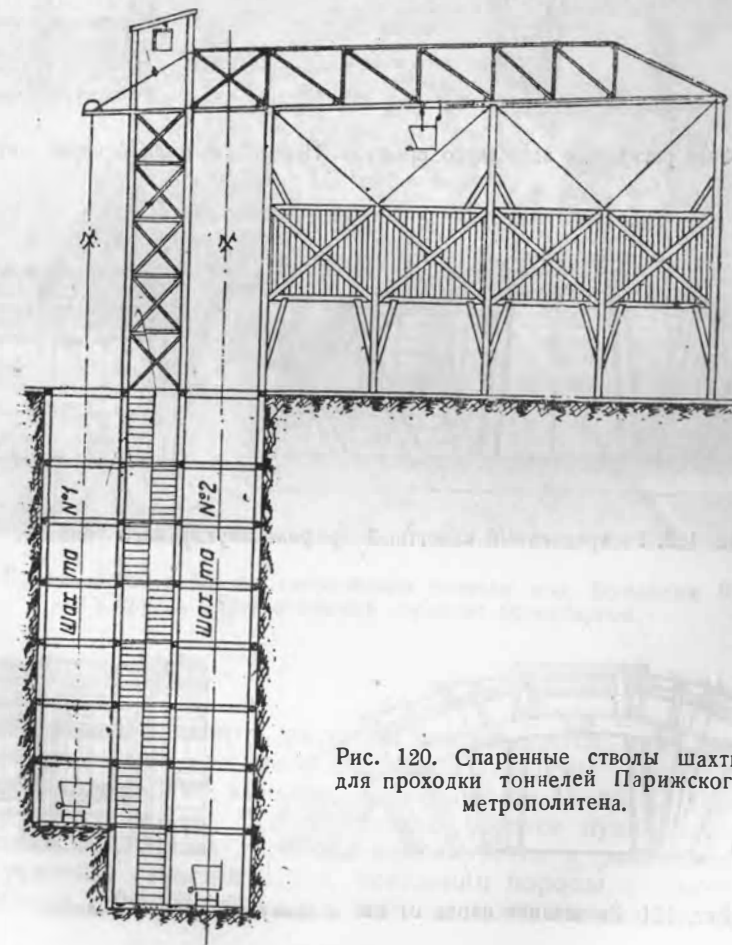 Шахта №1
Шахта №2
Рис. 120. Спаренные стволы шахты
для проходки тоннелей Парижского
метрополитена.